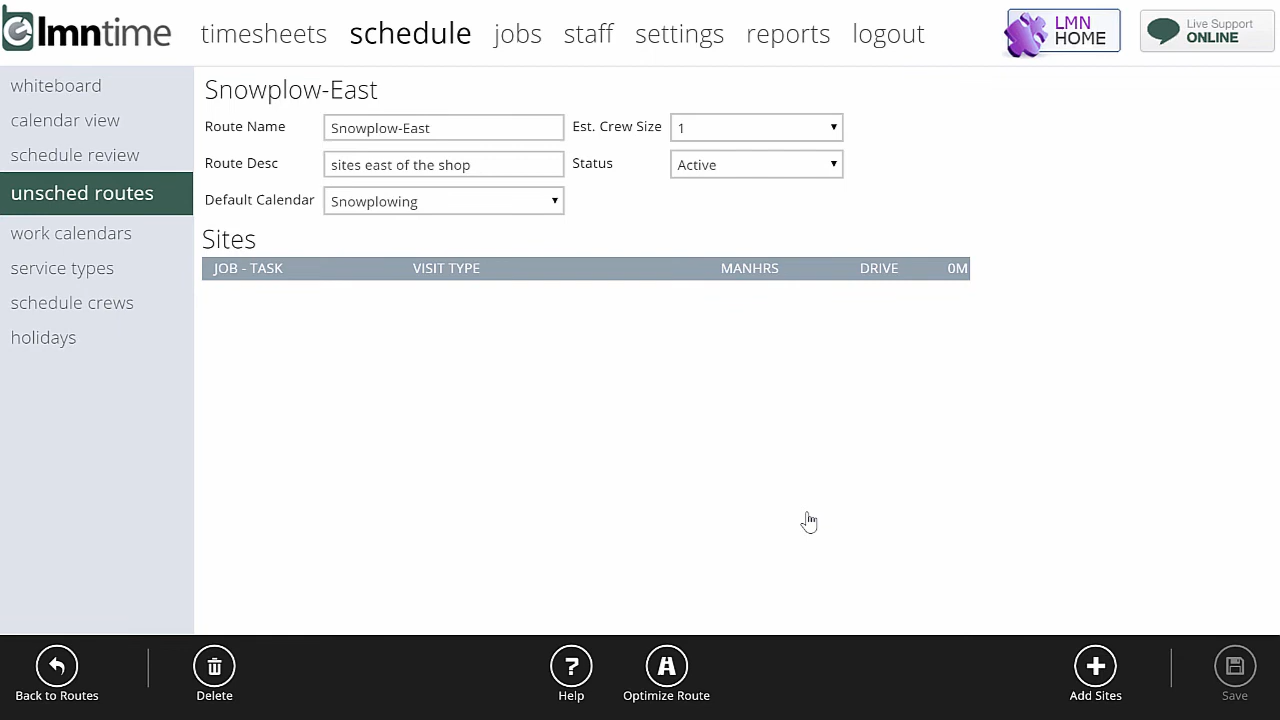 lmntime timesheets schedule jobs staff settings reports logout LMN HOME Live Support ONLINE
whiteboard
calendar view
schedule review
unsched routes
work calendars
service types
schedule crews
holidays
Snowplow-East
Route Name Snowplow-East Est. Crew Size 1
Route Desc sites east of the shop Status Active
Default Calendar Snowplowing
Sites
JOB - TASK VISIT TYPE MANHRS DRIVE 0M
Back to Routes Delete ? Help Optimize Route Add Sites Save